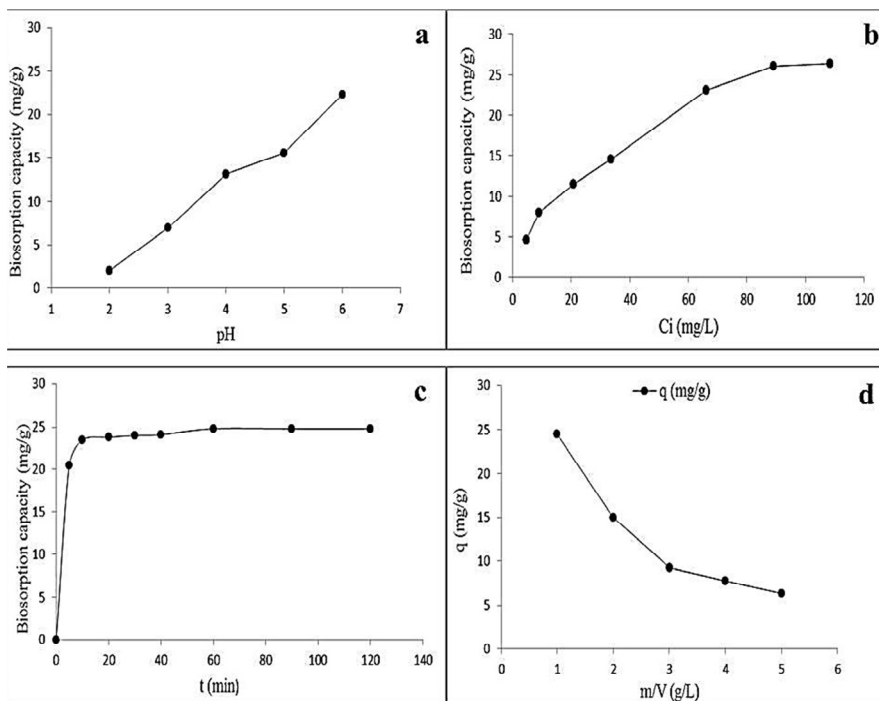 a
Biosorption capacity (mg/g)
30
25
20
15
10
5
0
1 2 3 4 5 6 7
pH
b
Biosorption capacity (mg/g)
30
25
20
15
10
5
0
0 20 40 60 80 100 120
Ci (mg/L)
c
Biosorption capacity (mg/g)
30
25
20
15
10
5
0
0 20 40 60 80 100 120 140
t (min)
d
q (mg/g)
q (mg/g)
30
25
20
15
10
5
0
0 1 2 3 4 5 6
m/V (g/L)